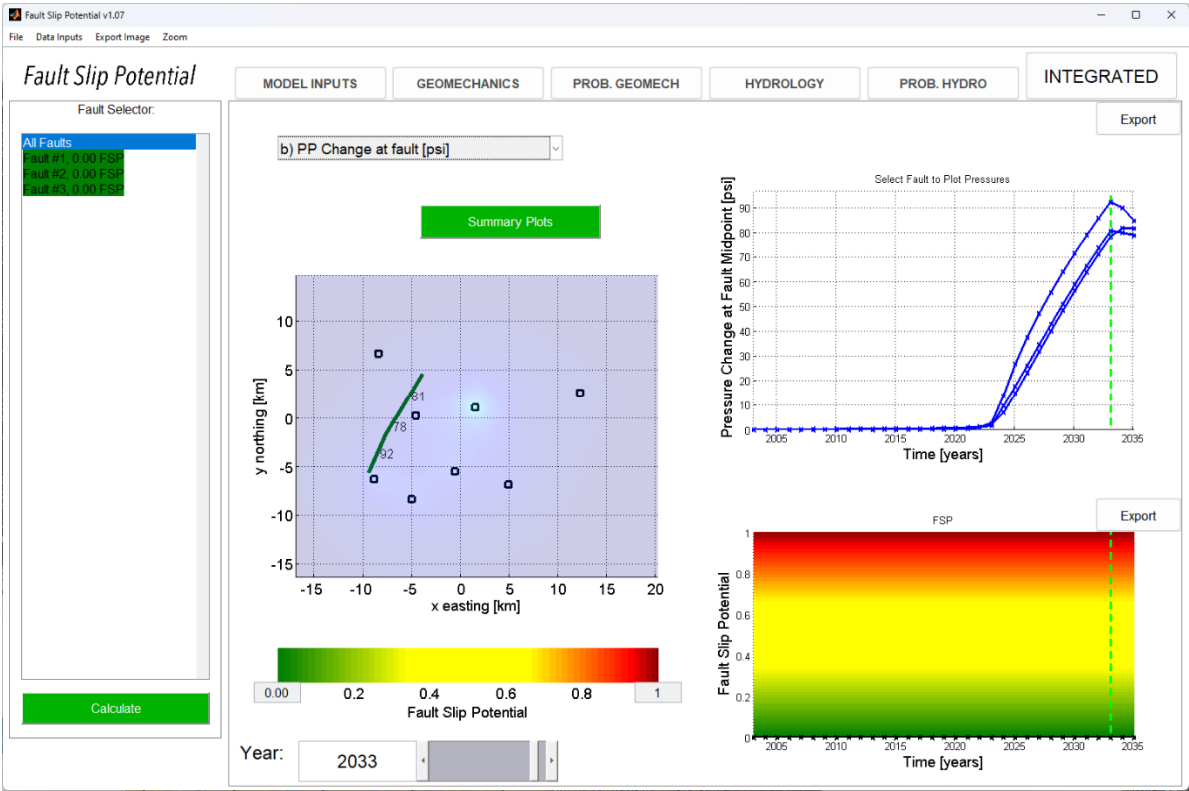 Fault Slip Potential v1.07
File Data Inputs Export Image Zoom
Fault Slip Potential
MODEL INPUTS
GEOMECHANICS
PROB. GEOMECH
HYDROLOGY
PROB. HYDRO
INTEGRATED
Fault Selector:
All Faults
Fault #1, 0.00 FSP
Fault #2, 0.00 FSP
Fault #3, 0.00 FSP
Calculate
Export
b) PP Change at fault [psi]
Summary Plots
10
5
0
-5
-10
-15
y northing [km]
81
78
92
-15 -10 -5 0 5 10 15 20
x easting [km]
0.00 0.2 0.4 0.6 0.8 1
Fault Slip Potential
Year: 2033
Select Fault to Plot Pressures
Pressure Change at Fault Midpoint [psi]
90
80
70
60
50
40
30
20
10
0
2005 2010 2015 2020 2025 2030 2035
Time [years]
Export
FSP
Fault Slip Potential
1
0.8
0.6
0.4
0.2
0
2005 2010 2015 2020 2025 2030 2035
Time [years]